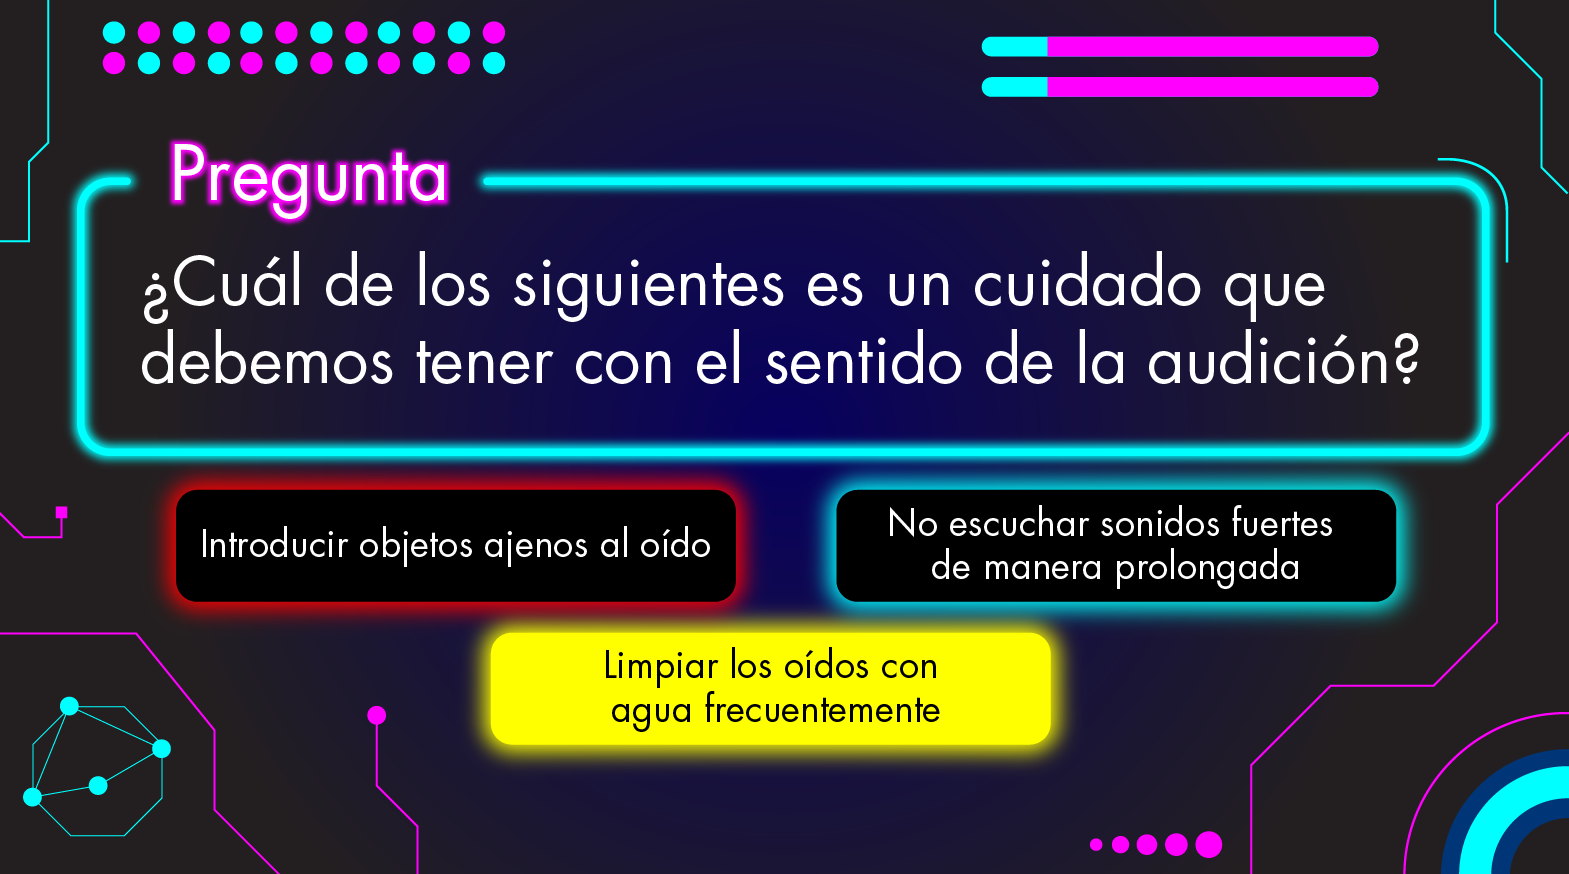 Pregunta
¿Cuál de los siguientes es un cuidado que
debemos tener con el sentido de la audición?
Introducir objetos ajenos al oído
No escuchar sonidos fuertes
de manera prolongada
Limpiar los oídos con
agua frecuentemente